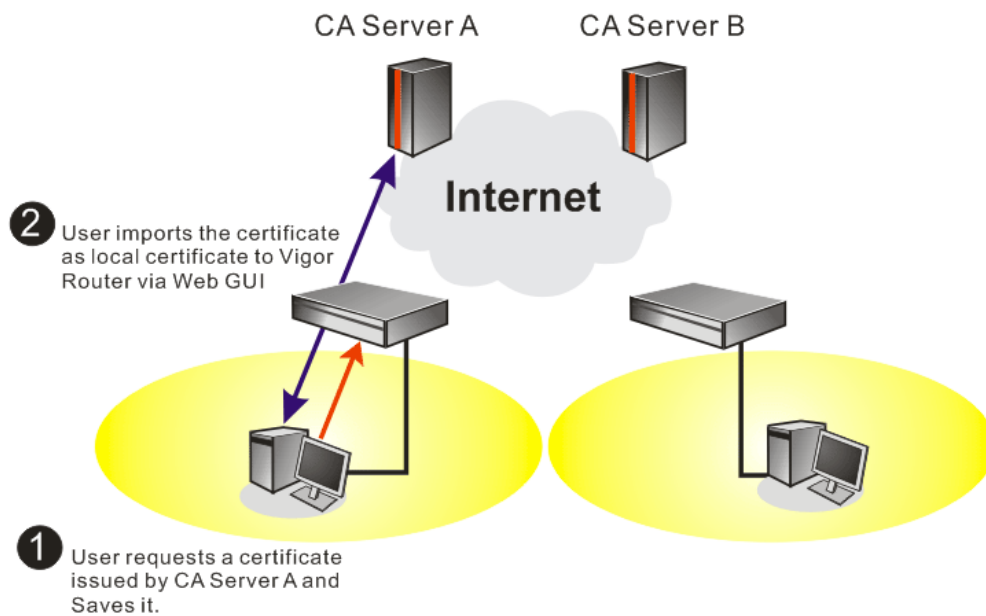 CA Server A
CA Server B
Internet
2
User imports the certificate
as local certificate to Vigor
Router via Web GUI
1
User requests a certificate
issued by CA Server A and
Saves it.